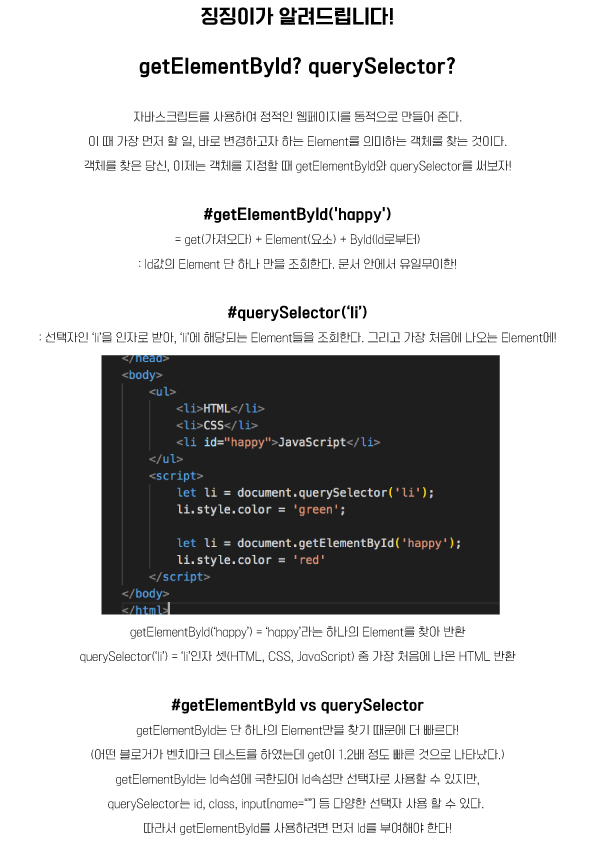 징징이가 알려드립니다!
getElementById? querySelector?
자바스크립트를 사용하여 정적인 웹페이지를 동적으로 만들어 준다.
이 때 가장 먼저 할 일, 바로 변경하고자 하는 Element를 의미하는 객체를 찾는 것이다.
객체를 찾은 당신, 이제는 객체를 지정할 때 getElementById와 querySelector를 써보자!
#getElementById('happy')
= get(가져오다) + Element(요소) + ById(Id로부터)
: Id값의 Element 단 하나 만을 조회한다. 문서 안에서 유일무이한!
#querySelector(‘li’)
: 선택자인 ‘li’을 인자로 받아, ‘li’에 해당되는 Element들을 조회한다. 그리고 가장 처음에 나오는 Element에!
</head>
<body>
<ul>
<li>HTML</li>
<li>CSS</li>
<li id="happy">JavaScript</li>
</ul>
<script>
let li = document.querySelector('li');
li.style.color = 'green';
let li = document.getElementById('happy');
li.style.color = 'red'
</script>
</body>
</html>
getElementById(‘happy’) = ‘happy’라는 하나의 Element를 찾아 반환
querySelector(‘li’) = ‘li’인자 셋(HTML, CSS, JavaScript) 줌 가장 처음에 나온 HTML 반환
#getElementById vs querySelector
getElementById는 단 하나의 Element만을 찾기 때문에 더 빠르다!
(어떤 블로거가 벤치마크 테스트를 하였는데 get이 1.2배 정도 빠른 것으로 나타났다.)
getElementById는 Id속성에 국한되어 Id속성만 선택자로 사용할 수 있지만,
querySelector는 id, class, input[name=“”] 등 다양한 선택자 사용 할 수 있다.
따라서 getElementById를 사용하려면 먼저 Id를 부여해야 한다!